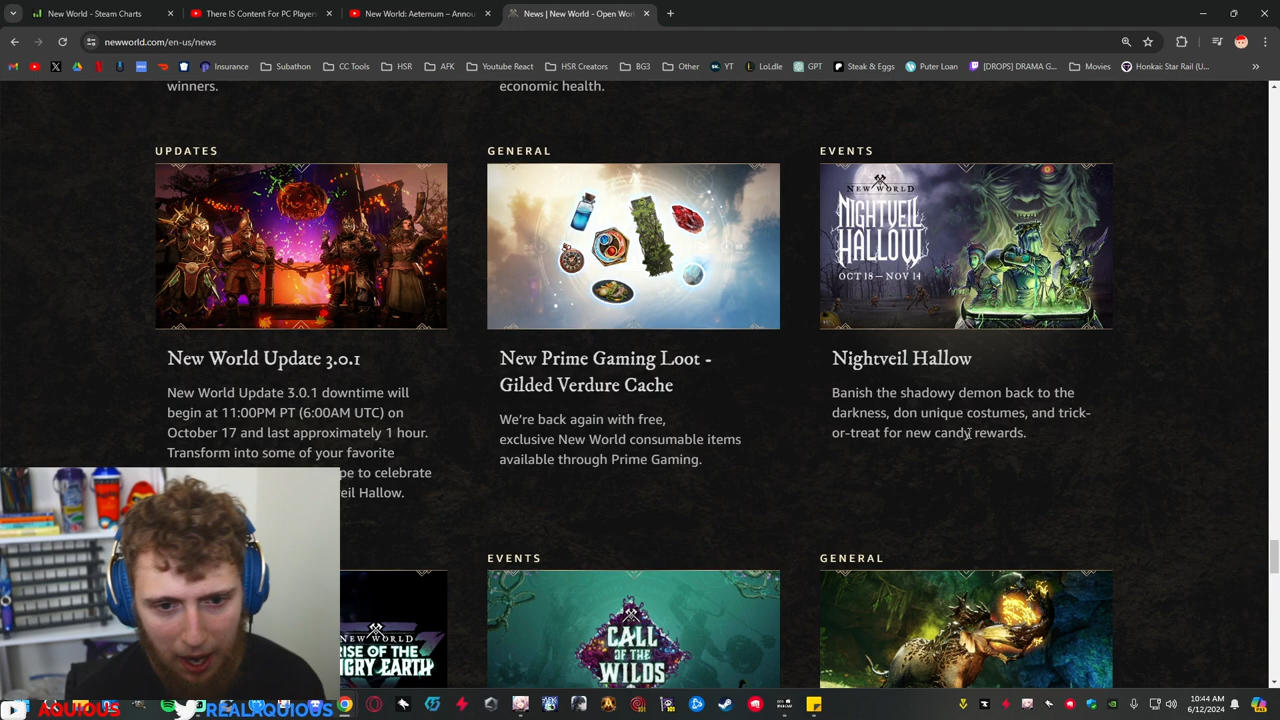 New World - Steam Charts
There IS Content For PC Players
New World: Aeternum – Annou
News | New World - Open Worl
newworld.com/en-us/news
Insurance
Subathon
CC Tools
HSR
AFK
Youtube React
HSR Creators
BG3
Other
YT
LoLdle
GPT
Steak & Eggs
Puter Loan
[DROPS] DRAMA G...
Movies
Honkai: Star Rail (U...
winners.
economic health.
UPDATES
GENERAL
EVENTS
NEW WORLD
NIGHTVEIL
HALLOW
OCT 18 — NOV 14
New World Update 3.0.1
New World Update 3.0.1 downtime will
begin at 11:00PM PT (6:00AM UTC) on
October 17 and last approximately 1 hour.
Transform into some of your favorite
pe to celebrate
eil Hallow.
New Prime Gaming Loot -
Gilded Verdure Cache
We’re back again with free,
exclusive New World consumable items
available through Prime Gaming.
Nightveil Hallow
Banish the shadowy demon back to the
darkness, don unique costumes, and trick-
or-treat for new candy rewards.
EVENTS
GENERAL
NEW WORLD
RISE OF THE
NGRY EARTH
CALL
OF THE
WILDS
AQUIOUS
REALAQUIOUS
10:44 AM
6/12/2024